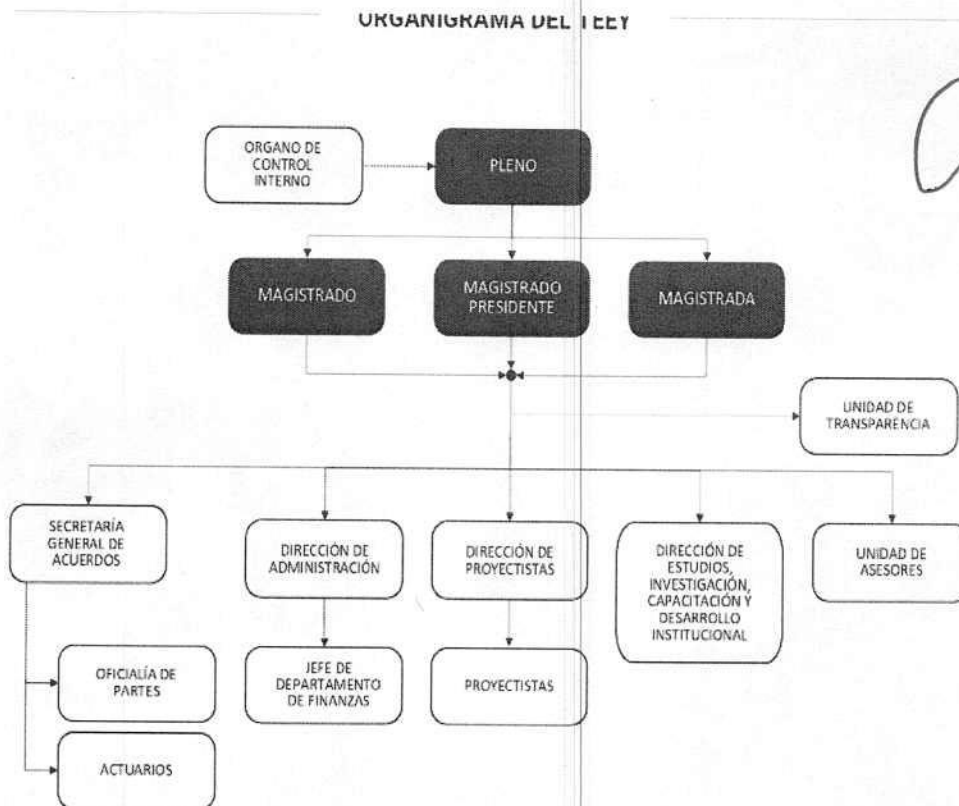 ORGANIGRAMA DEL TEEY
ORGANO DE
CONTROL
INTERNO
PLENO
MAGISTRADO
MAGISTRADO
PRESIDENTE
MAGISTRADA
UNIDAD DE
TRANSPARENCIA
SECRETARÍA
GENERAL DE
ACUERDOS
DIRECCIÓN DE
ADMINISTRACIÓN
DIRECCIÓN DE
PROYECTISTAS
DIRECCIÓN DE
ESTUDIOS,
INVESTIGACIÓN,
CAPACITACIÓN Y
DESARROLLO
INSTITUCIONAL
UNIDAD DE
ASESORES
OFICIALÍA DE
PARTES
JEFE DE
DEPARTAMENTO
DE FINANZAS
PROYECTISTAS
ACTUARIOS